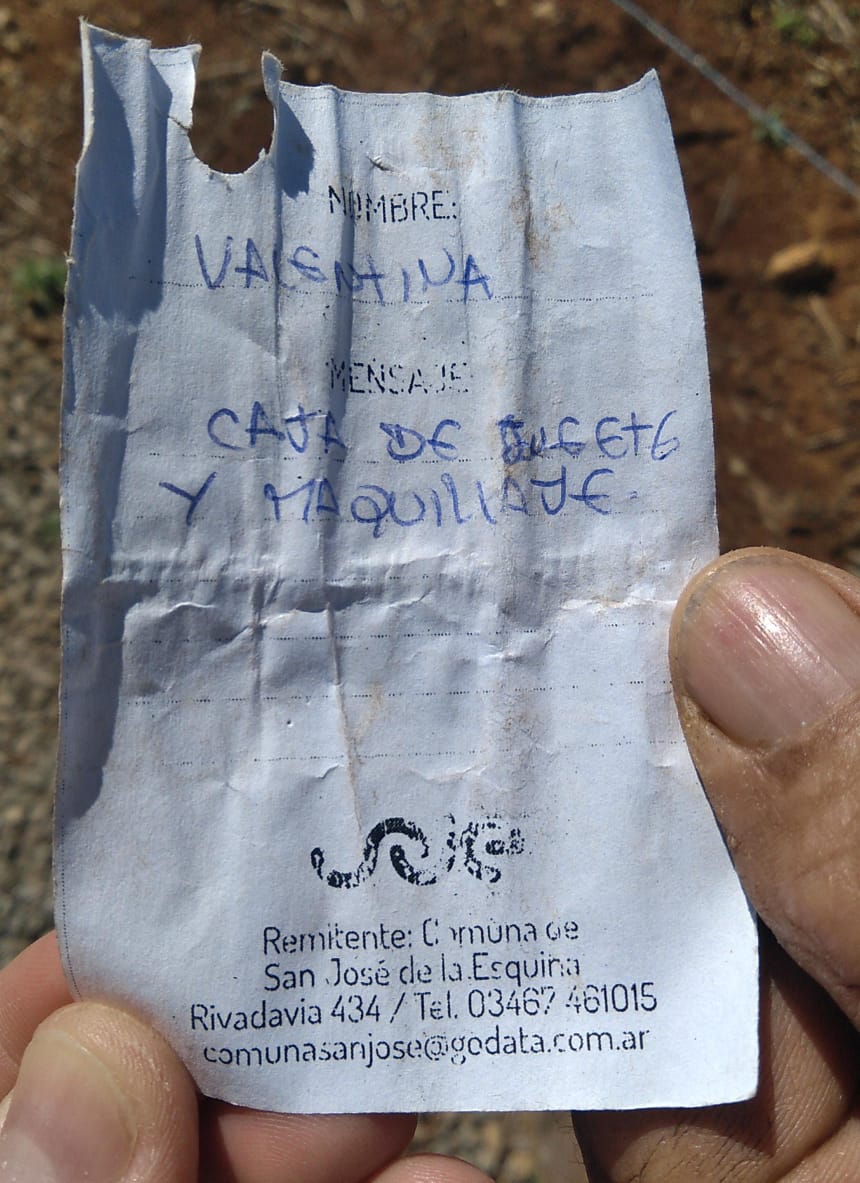 NOMBRE:
VALENTINA
MENSAJE
CAJA DE
Y MAQUILLAJE.
Remitente: Comuna de
San José de la Esquina
Rivadavia 434 / Tel. 03467 461015
comunasanjose@godata.com.ar